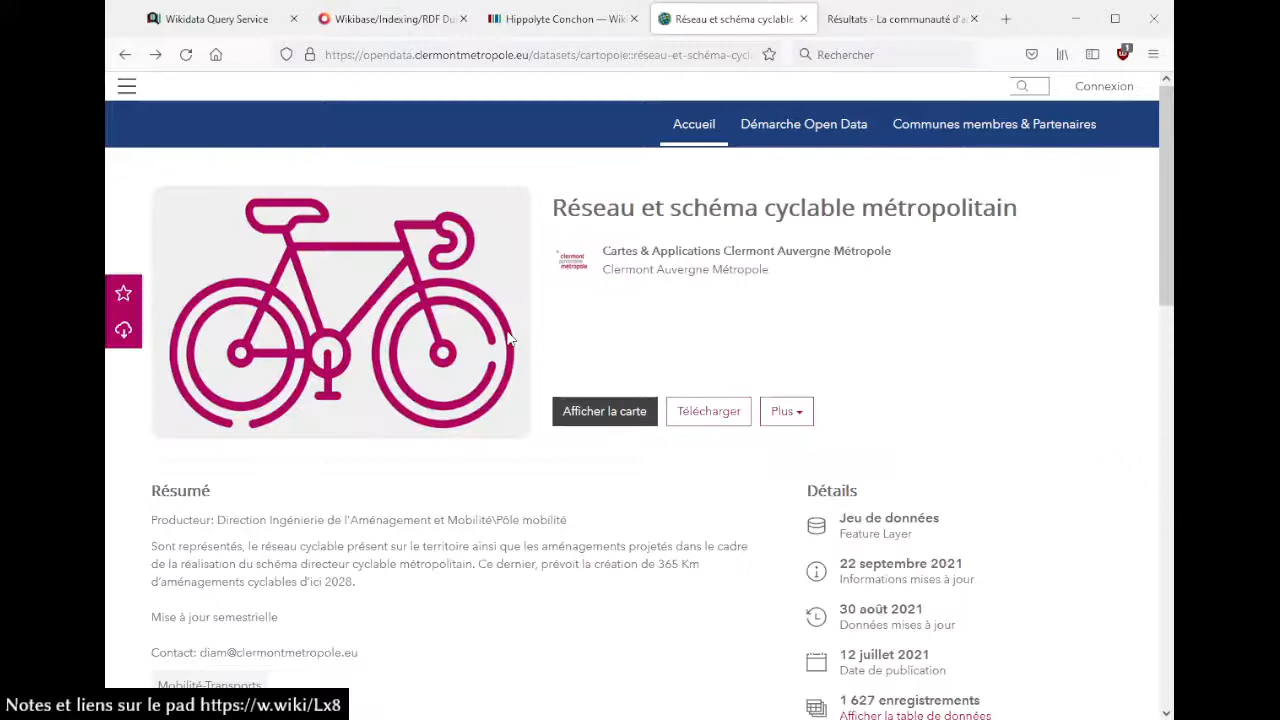 Wikidata Query Service
Wikibase/Indexing/RDF Du
Hippolyte Conchon — Wiki
Réseau et schéma cyclable
Résultats - La communauté d'a
https://opendata.clermontmetropole.eu/datasets/cartopole::réseau-et-schéma-cycl
Rechercher
1
Connexion
Accueil
Démarche Open Data
Communes membres & Partenaires
Réseau et schéma cyclable métropolitain
clermont
auvergne
métropole
Cartes & Applications Clermont Auvergne Métropole
Clermont Auvergne Métropole
Afficher la carte
Télécharger
Plus
Résumé
Producteur: Direction Ingénierie de l'Aménagement et Mobilité\Pôle mobilité
Sont représentés, le réseau cyclable présent sur le territoire ainsi que les aménagements projetés dans le cadre
de la réalisation du schéma directeur cyclable métropolitain. Ce dernier, prévoit la création de 365 Km
d'aménagements cyclables d'ici 2028.
Mise à jour semestrielle
Contact: diam@clermontmetropole.eu
Mobilité-Transports
Détails
Jeu de données
Feature Layer
22 septembre 2021
Informations mises à jour
30 août 2021
Données mises à jour
12 juillet 2021
Date de publication
1 627 enregistrements
Afficher la table de données
Notes et liens sur le pad https://w.wiki/Lx8